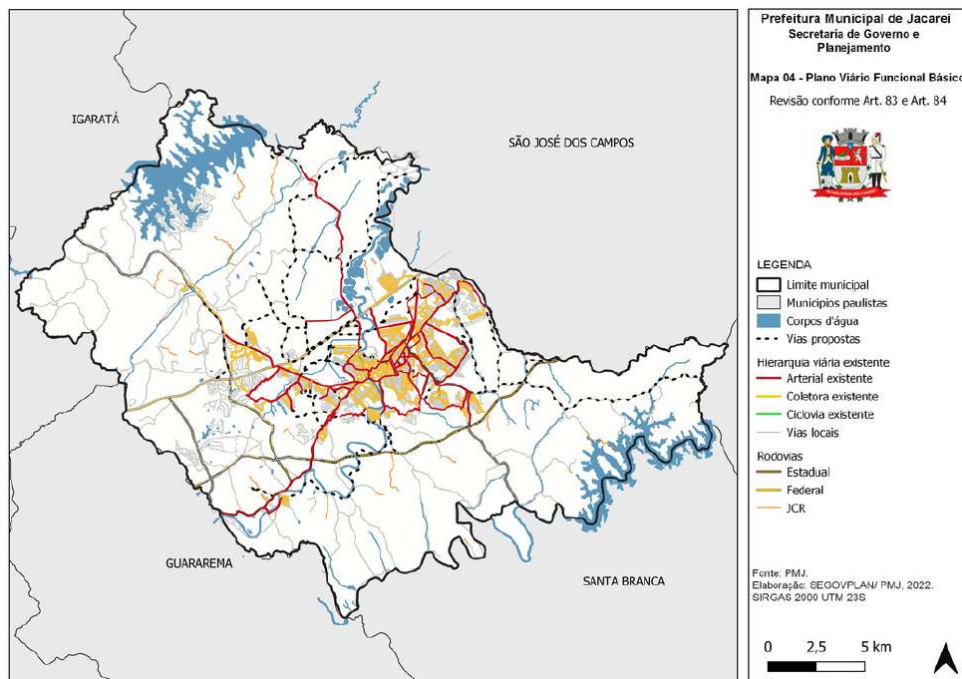 IGARATÁ
SÃO JOSÉ DOS CAMPOS
GUARAREMA
SANTA BRANCA
Prefeitura Municipal de Jacarei
Secretaria de Governo e
Planejamento
Mapa 04 - Plano Viário Funcional Básico
Revisão conforme Art. 83 e Art. 84
LEGENDA
Limite municipal
Municípios paulistas
Corpos d'água
Vias propostas
Hierarquia viária existente
Arterial existente
Coletora existente
Ciclovia existente
Vias locais
Rodovias
Estadual
Federal
JCR
Fonte: PMJ.
Elaboração: SEGOVPLAN/ PMJ, 2022.
SIRGAS 2000 UTM 23S
0 2,5 5 km